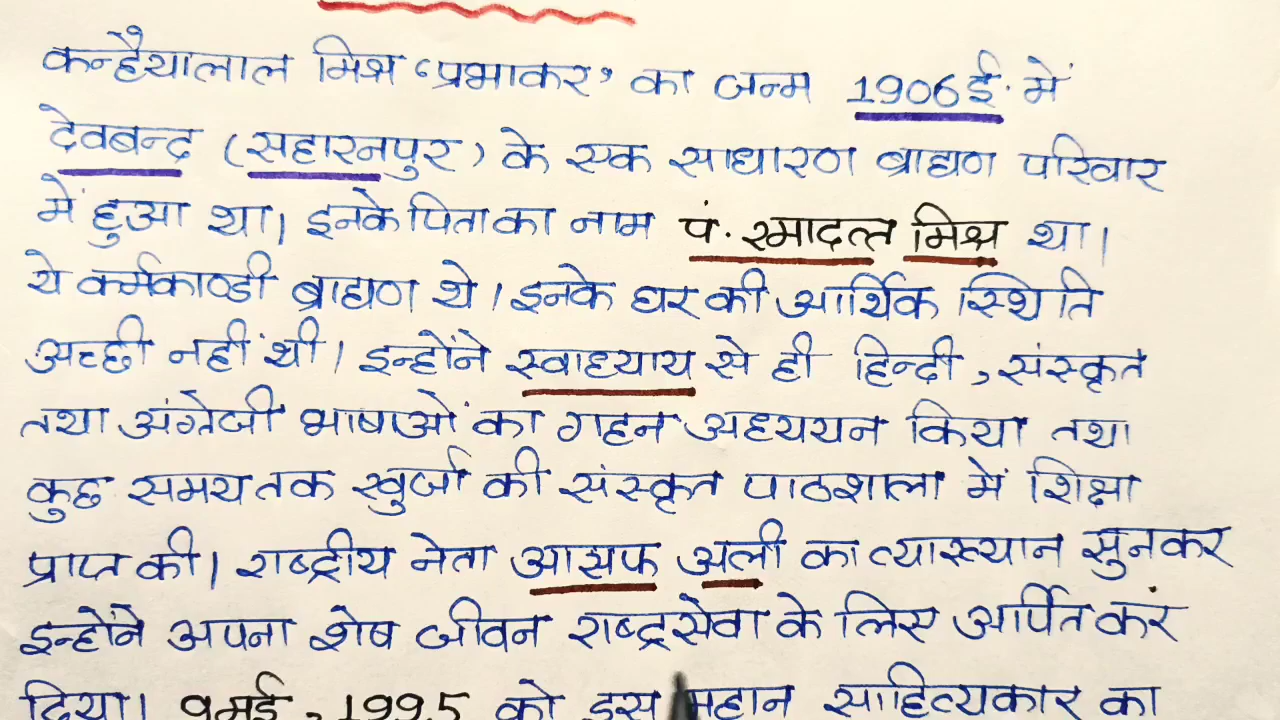 कन्हैयालाल मिश्र ‘प्रभाकर’ का जन्म 1906ई. में
देवबन्द (सहारनपुर) के एक साधारण ब्राह्मण परिवार
में हुआ था। इनके पिता का नाम पं. रमादत्त मिश्र था।
ये कर्मकाण्डी ब्राह्मण थे। इनके घर की आर्थिक स्थिति
अच्छी नहीं थी। इन्होंने स्वाध्याय से ही हिन्दी, संस्कृत
तथा अंग्रेजी भाषाओं का गहन अध्ययन किया तथा
कुछ समय तक खुर्जा की संस्कृत पाठशाला में शिक्षा
प्राप्त की। राष्ट्रीय नेता आसफ अली का व्याख्यान सुनकर
इन्होंने अपना शेष जीवन राष्ट्रसेवा के लिए अर्पित कर
दिया। 9 मई, 1995 को इस महान साहित्यकार का